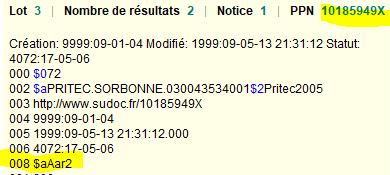 Lot 3 | Nombre de résultats 2 | Notice 1 | PPN 10185949X
Création: 9999:09-01-04 Modifié: 1999:09-05-13 21:31:12 Statut:
4072:17-05-06
000 $072
002 $aPRITEC.SORBONNE.030043534001$2Pritec2005
003 http://www.sudoc.fr/10185949X
004 9999:09-01-04
005 1999:09-05-13 21:31:12.000
006 4072:17-05-06
008 $aAar2